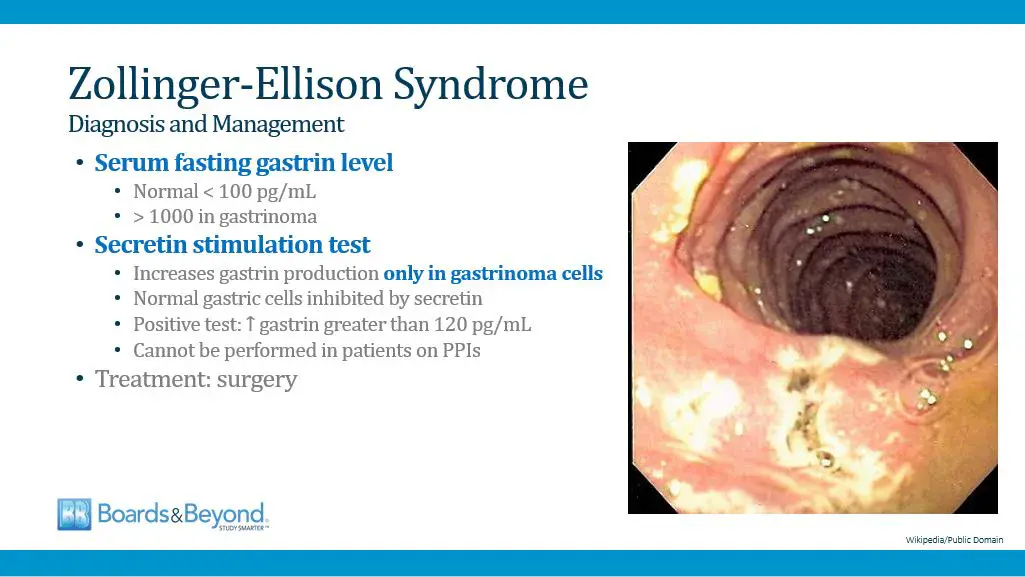 Zollinger-Ellison Syndrome
Diagnosis and Management
• Serum fasting gastrin level
• Normal < 100 pg/mL
• > 1000 in gastrinoma
• Secretin stimulation test
• Increases gastrin production only in gastrinoma cells
• Normal gastric cells inhibited by secretin
• Positive test: ↑ gastrin greater than 120 pg/mL
• Cannot be performed in patients on PPIs
• Treatment: surgery
BB Boards&Beyond.
STUDY SMARTER™
Wikipedia/Public Domain